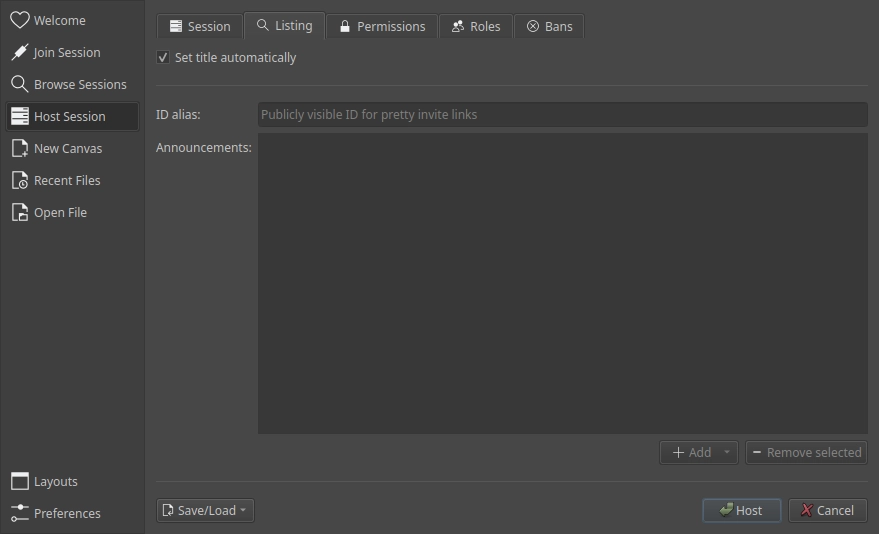 Welcome
Join Session
Browse Sessions
Host Session
New Canvas
Recent Files
Open File
Layouts
Preferences
Session
Listing
Permissions
Roles
Bans
Set title automatically
ID alias:
Publicly visible ID for pretty invite links
Announcements:
Add
Remove selected
Save/Load
Host
Cancel